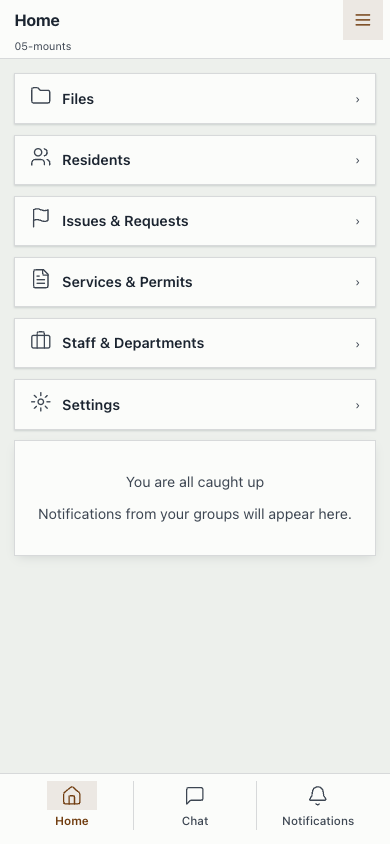 Home
05-mounts
Files
Residents
Issues & Requests
Services & Permits
Staff & Departments
Settings
You are all caught up
Notifications from your groups will appear here.
Home
Chat
Notifications